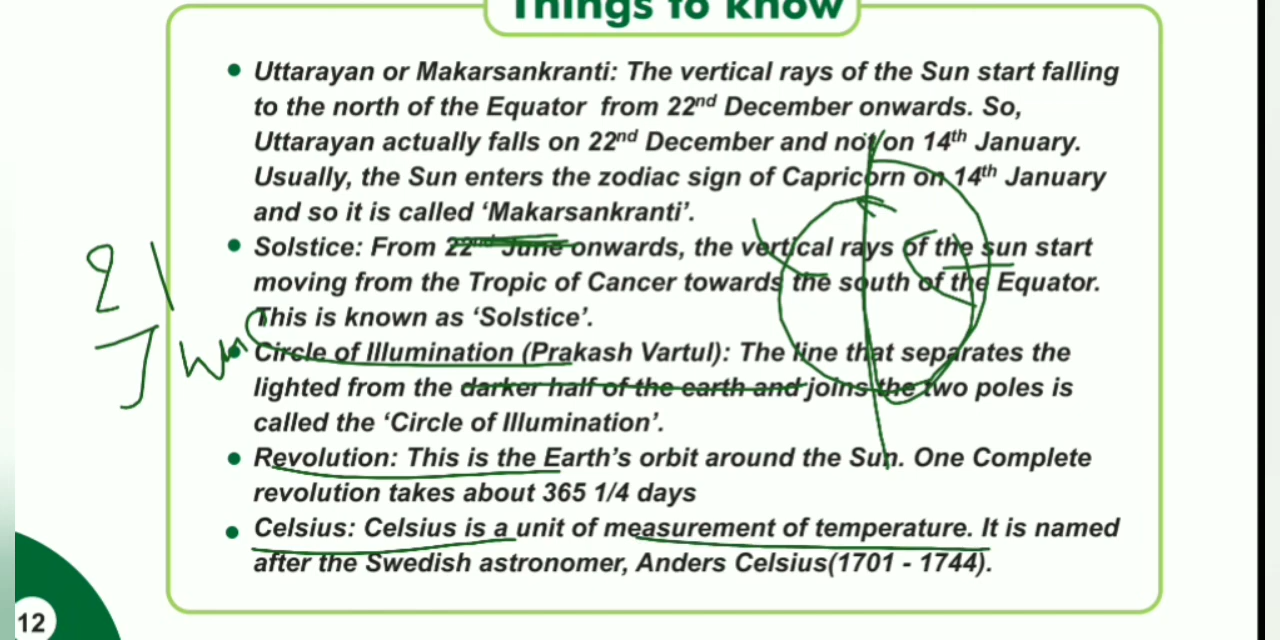 Things to know
• Uttarayan or Makarsankranti: The vertical rays of the Sun start falling
to the north of the Equator from 22nd December onwards. So,
Uttarayan actually falls on 22nd December and not on 14th January.
Usually, the Sun enters the zodiac sign of Capricorn on 14th January
and so it is called ‘Makarsankranti’.
• Solstice: From 22nd June onwards, the vertical rays of the sun start
moving from the Tropic of Cancer towards the south of the Equator.
This is known as ‘Solstice’.
21
June
• Circle of Illumination (Prakash Vartul): The line that separates the
lighted from the darker half of the earth and joins the two poles is
called the ‘Circle of Illumination’.
• Revolution: This is the Earth’s orbit around the Sun. One Complete
revolution takes about 365 1/4 days
• Celsius: Celsius is a unit of measurement of temperature. It is named
after the Swedish astronomer, Anders Celsius(1701 - 1744).
12